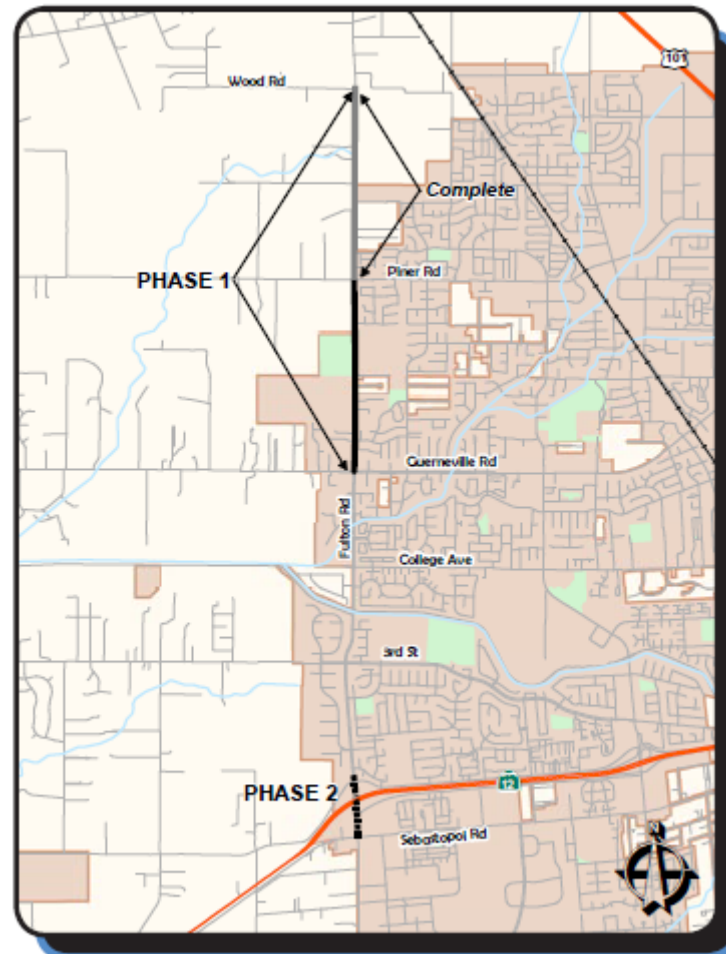 101
Wood Rd
Complete
Piner Rd
PHASE 1
Guerneville Rd
Fulton Rd
College Ave
3rd St
PHASE 2
12
Sebastopol Rd
N